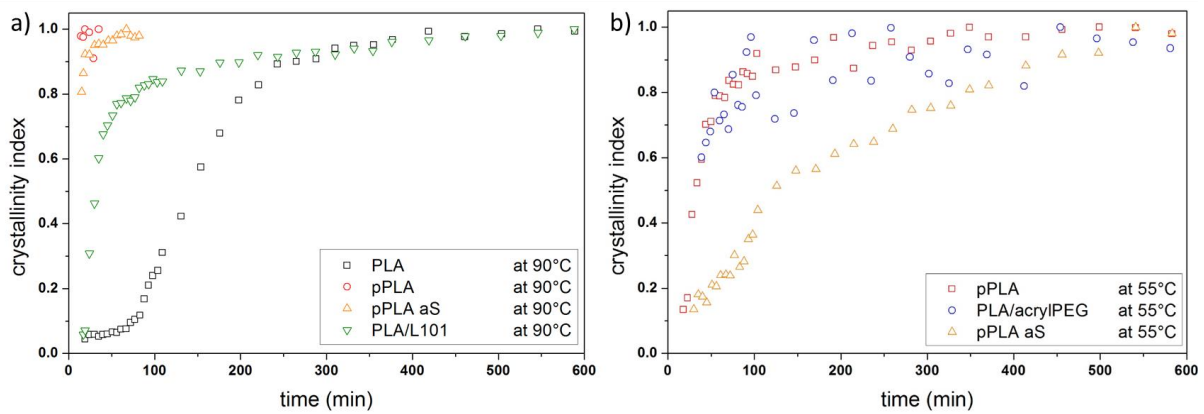 a)
crystallinity index
1.0
0.8
0.6
0.4
0.2
0.0
PLA at 90°C
pPLA at 90°C
pPLA aS at 90°C
PLA/L101 at 90°C
0 100 200 300 400 500 600
time (min)
b)
crystallinity index
1.0
0.8
0.6
0.4
0.2
0.0
pPLA at 55°C
PLA/acrylPEG at 55°C
pPLA aS at 55°C
0 100 200 300 400 500 600
time (min)